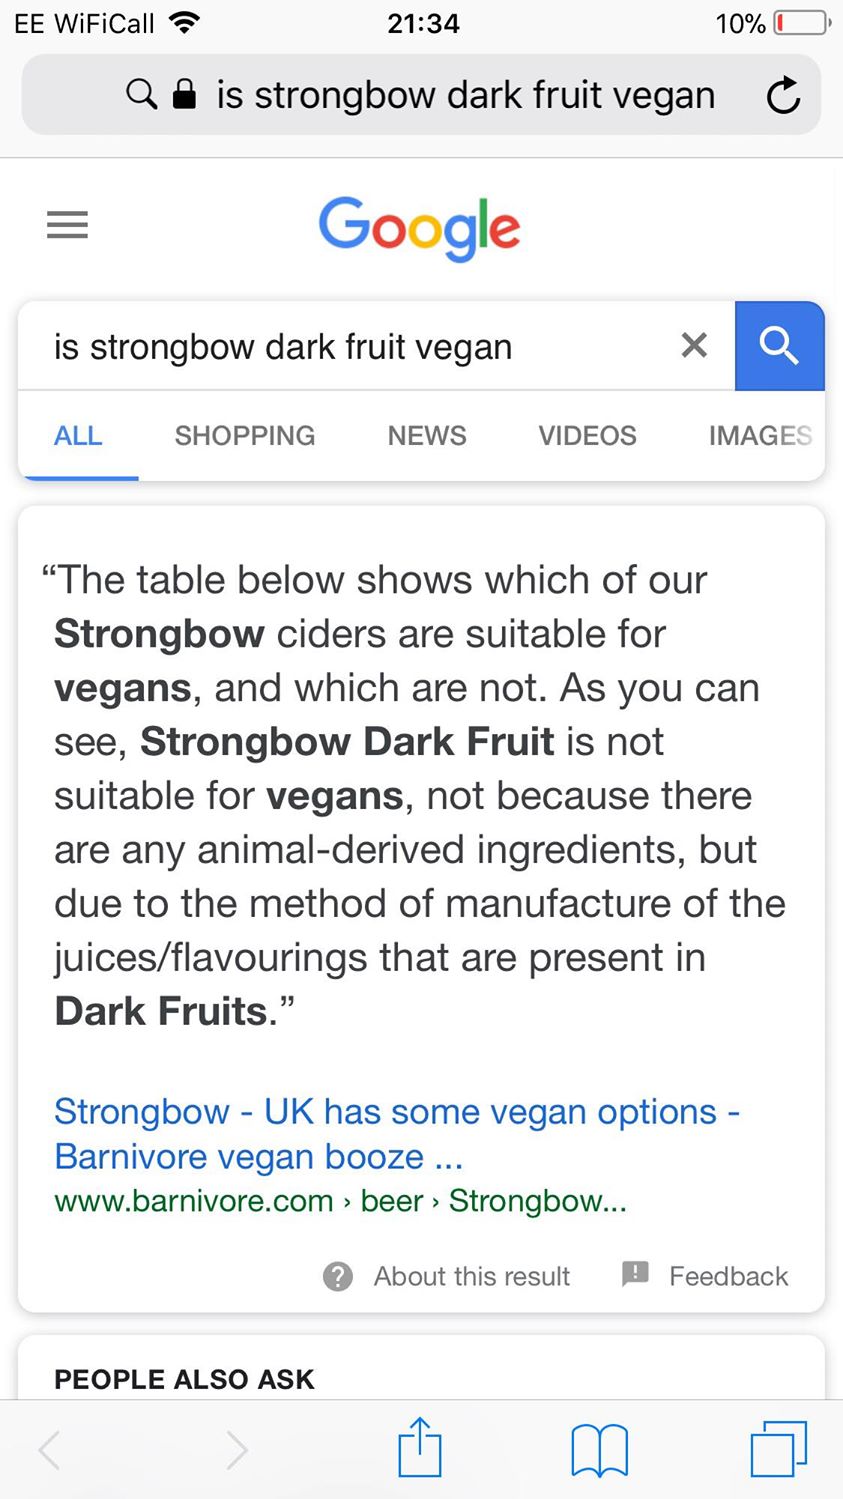 EE WiFiCall 21:34 10%
is strongbow dark fruit vegan
Google
is strongbow dark fruit vegan
ALL SHOPPING NEWS VIDEOS IMAGES
“The table below shows which of our
Strongbow ciders are suitable for
vegans, and which are not. As you can
see, Strongbow Dark Fruit is not
suitable for vegans, not because there
are any animal-derived ingredients, but
due to the method of manufacture of the
juices/flavourings that are present in
Dark Fruits.”
Strongbow - UK has some vegan options -
Barnivore vegan booze ...
www.barnivore.com › beer › Strongbow...
About this result Feedback
PEOPLE ALSO ASK